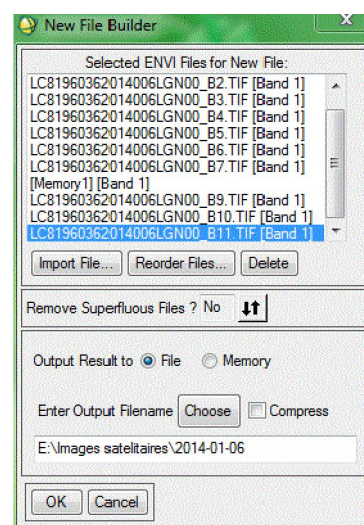 New File Builder
X
Selected ENVI Files for New File:
LC81960362014006LGN00_B2.TIF [Band 1]
LC81960362014006LGN00_B3.TIF [Band 1]
LC81960362014006LGN00_B4.TIF [Band 1]
LC81960362014006LGN00_B5.TIF [Band 1]
LC81960362014006LGN00_B6.TIF [Band 1]
LC81960362014006LGN00_B7.TIF [Band 1]
[Memory1] [Band 1]
LC81960362014006LGN00_B9.TIF [Band 1]
LC81960362014006LGN00_B10.TIF [Band 1]
LC81960362014006LGN00_B11.TIF [Band 1]
Import File... Reorder Files... Delete
Remove Superfluous Files ? No
Output Result to File Memory
Enter Output Filename Choose Compress
E:\Images satelitaires\2014-01-06
OK Cancel